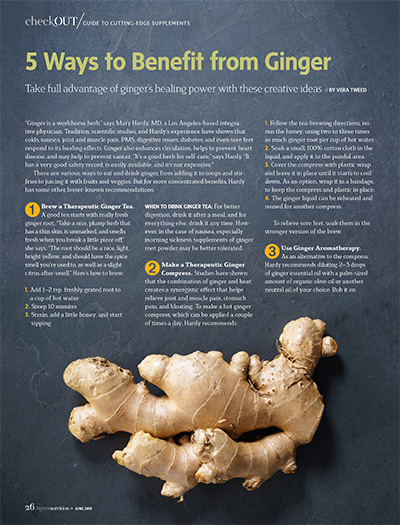 checkOUT/GUIDE TO CUTTING-EDGE SUPPLEMENTS
5 Ways to Benefit from Ginger
Take full advantage of ginger's healing power with these creative ideas // BY VERA TWEED
"Ginger is a workhorse herb," says Mary Hardy, MD, a Los Angeles-based integra-
tive physician. Tradition, scientific studies, and Hardy's experience have shown that
colds, nausea, joint and muscle pain, PMS, digestive issues, diabetes, and even sore feet
respond to its healing effects. Ginger also enhances circulation, helps to prevent heart
disease, and may help to prevent cancer. "It's a good herb for self-care," says Hardy. "It
has a very good safety record, is easily available, and it's not expensive."
There are various ways to eat and drink ginger, from adding it to soups and stir-
fries to juicing it with fruits and veggies. But for more concentrated benefits, Hardy
has some other, lesser-known recommendations.
1 Brew a Therapeutic Ginger Tea.
A good tea starts with really fresh
ginger root. "Take a nice, plump herb that
has a thin skin, is unmarked, and smells
fresh when you break a little piece off,"
she says. "The root should be a nice, light,
bright yellow, and should have the spice
smell you're used to, as well as a slight
citrus after-smell." Here's how to brew:
1. Add 1–2 tsp. freshly grated root to
a cup of hot water
2. Steep 10 minutes
3. Strain, add a little honey, and start
sipping
WHEN TO DRINK GINGER TEA: For better
digestion, drink it after a meal, and for
everything else, drink it any time. How-
ever, in the case of nausea, especially
morning sickness, supplements of ginger
root powder may be better tolerated.
2 Make a Therapeutic Ginger
Compress. Studies have shown
that the combination of ginger and heat
creates a synergistic effect that helps
relieve joint and muscle pain, stomach
pain, and bloating. To make a hot ginger
compress, which can be applied a couple
of times a day, Hardy recommends:
1. Follow the tea-brewing directions, mi-
nus the honey, using two to three times
as much ginger root per cup of hot water.
2. Soak a small, 100% cotton cloth in the
liquid, and apply it to the painful area.
3. Cover the compress with plastic wrap
and leave it in place until it starts to cool
down. As an option, wrap it in a bandage,
to keep the compress and plastic in place.
4. The ginger liquid can be reheated and
reused for another compress.
To relieve sore feet, soak them in the
stronger version of the brew.
3 Use Ginger Aromatherapy.
As an alternative to the compress,
Hardy recommends diluting 2–3 drops
of ginger essential oil with a palm-sized
amount of organic olive oil or another
neutral oil of your choice. Rub it on
26 betternutrition • JUNE 2018